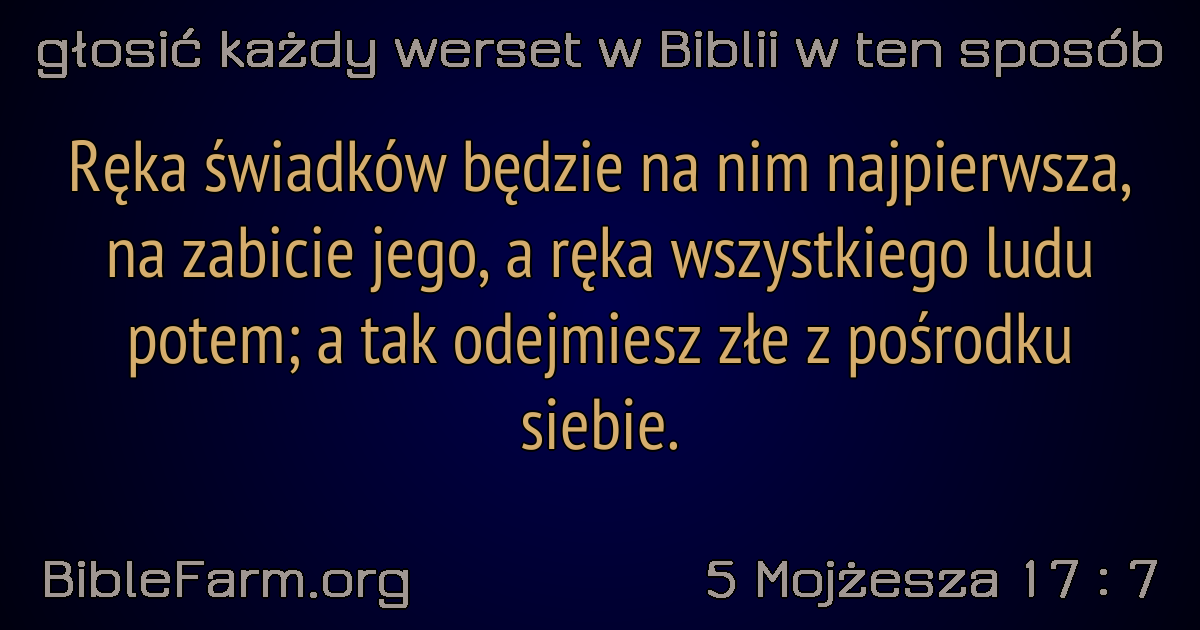 głosić każdy werset w Biblii w ten sposób
Ręka świadków będzie na nim najpierwsza,
na zabicie jego, a ręka wszystkiego ludu
potem; a tak odejmiesz złe z pośrodku
siebie.
BibleFarm.org
5 Mojżesza 17 : 7